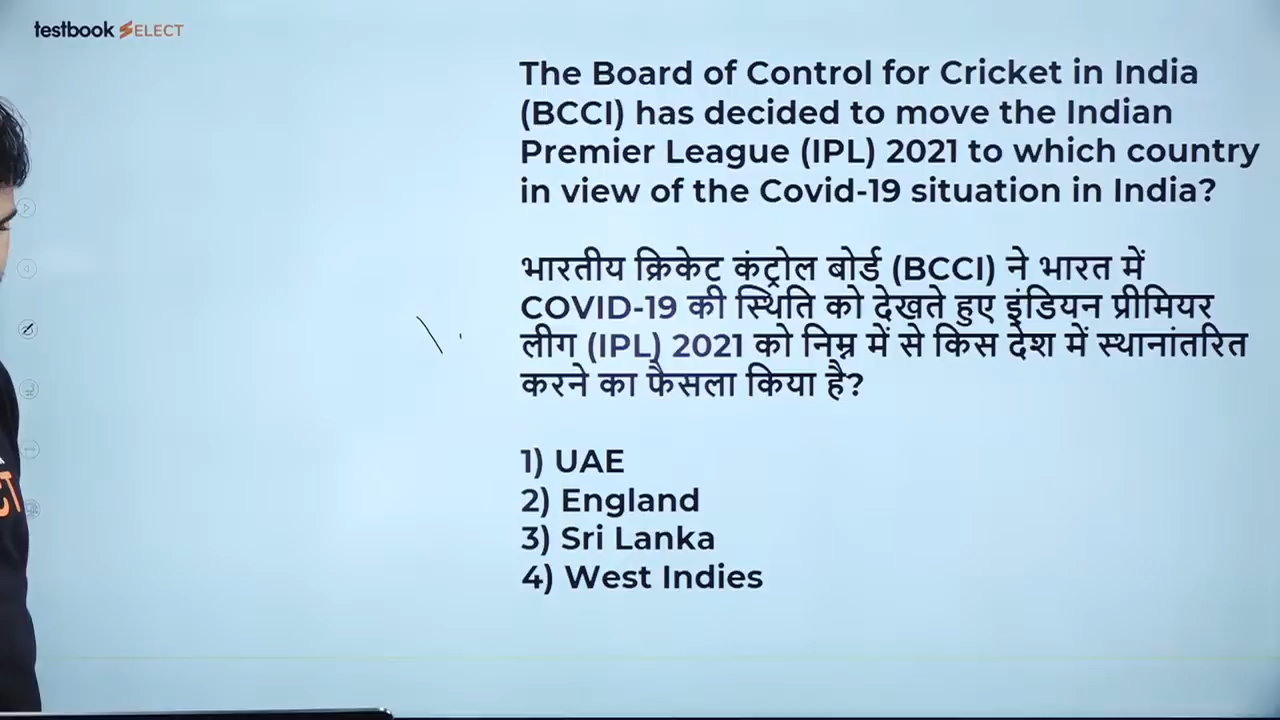 testbook SELECT
The Board of Control for Cricket in India
(BCCI) has decided to move the Indian
Premier League (IPL) 2021 to which country
in view of the Covid-19 situation in India?
भारतीय क्रिकेट कंट्रोल बोर्ड (BCCI) ने भारत में
COVID-19 की स्थिति को देखते हुए इंडियन प्रीमियर
लीग (IPL) 2021 को निम्न में से किस देश में स्थानांतरित
करने का फैसला किया है?
1) UAE
2) England
3) Sri Lanka
4) West Indies
CT